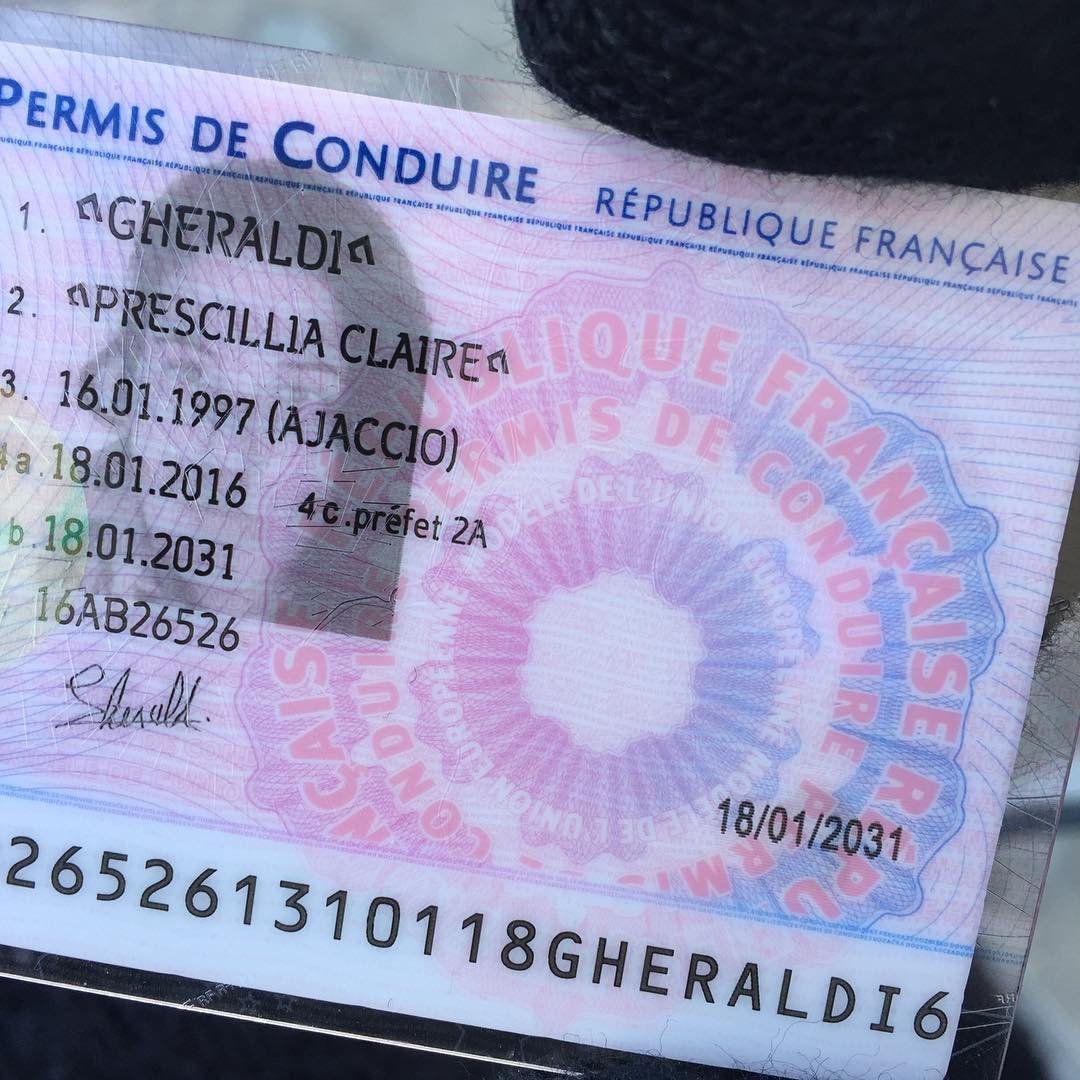 PERMIS DE CONDUIRE RÉPUBLIQUE FRANÇAISE
1. "GHERALDI"
2. "PRESCILLIA CLAIRE"
3. 16.01.1997 (AJACCIO)
4a. 18.01.2016 4c. préfet 2A
b. 18.01.2031
16AB26526
RÉPUBLIQUE FRANÇAISE
PERMIS DE CONDUIRE
MODÈLE DE L'UNION EUROPÉENNE
18/01/2031
265261310118GHERALDI6